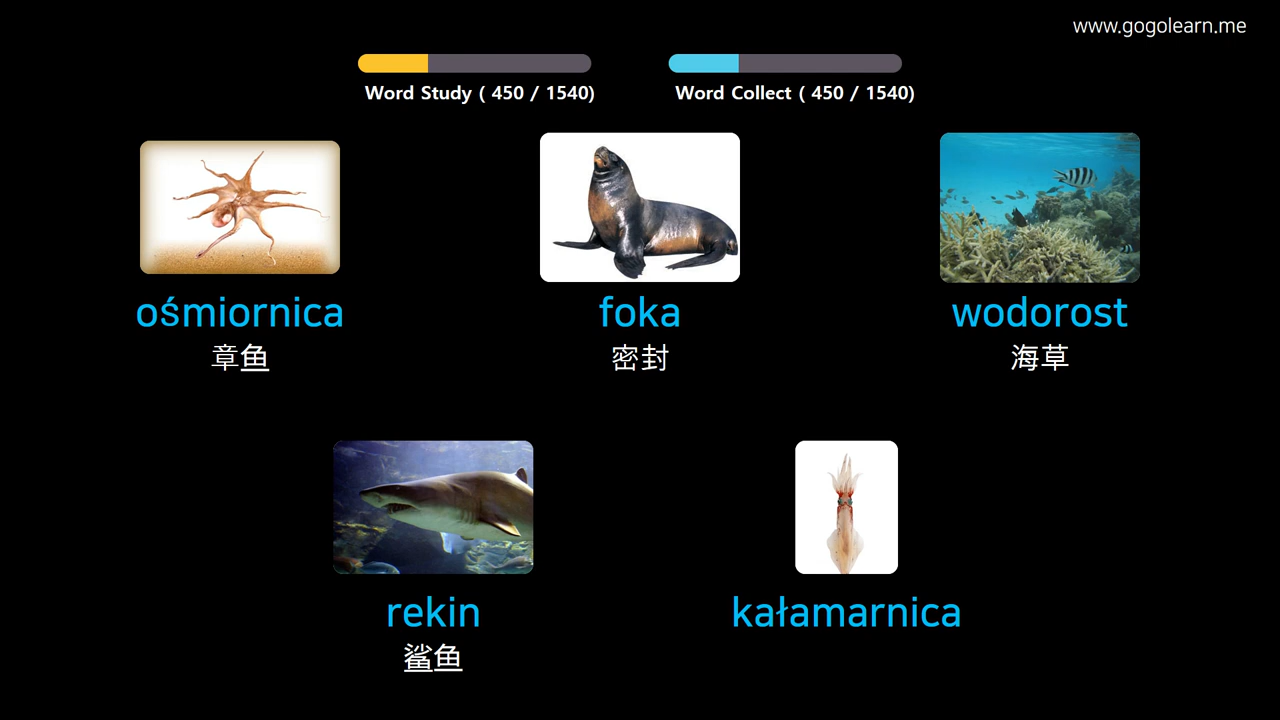 www.gogolearn.me
Word Study ( 450 / 1540)
Word Collect ( 450 / 1540)
ośmiornica
章鱼
foka
密封
wodorost
海草
rekin
鲨鱼
kałamarnica